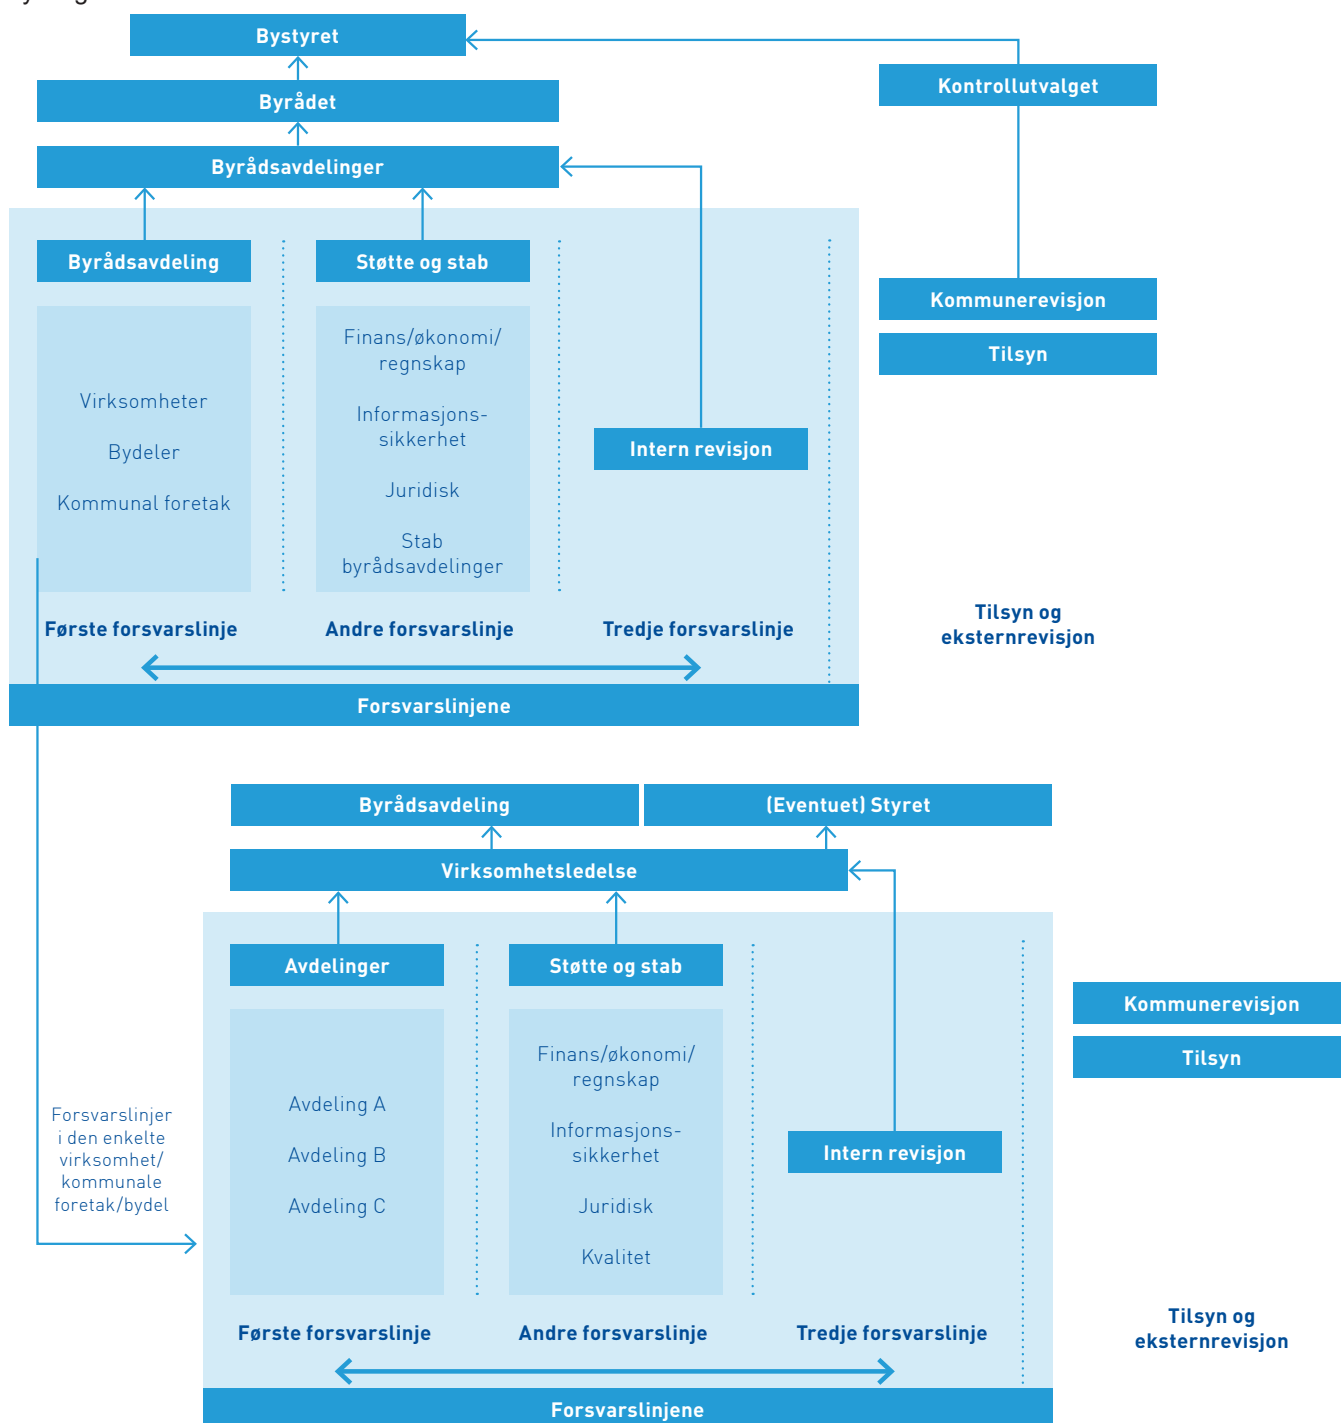 Bystyret
Byrådet
Kontrollutvalget
Byrådsavdelinger
Byrådsavdeling
Støtte og stab
Kommunerevisjon
Tilsyn
Virksomheter
Bydeler
Kommunal foretak
Finans/økonomi/
regnskap
Informasjons-
sikkerhet
Juridisk
Stab
byrådsavdelinger
Intern revisjon
Første forsvarslinje
Andre forsvarslinje
Tredje forsvarslinje
Tilsyn og
eksternrevisjon
Forsvarslinjene
Byrådsavdeling
(Eventuet) Styret
Virksomhetsledelse
Avdelinger
Støtte og stab
Kommunerevisjon
Tilsyn
Forsvarslinjer
i den enkelte
virksomhet/
kommunale
foretak/bydel
Avdeling A
Avdeling B
Avdeling C
Finans/økonomi/
regnskap
Informasjons-
sikkerhet
Juridisk
Kvalitet
Intern revisjon
Første forsvarslinje
Andre forsvarslinje
Tredje forsvarslinje
Tilsyn og
eksternrevisjon
Forsvarslinjene